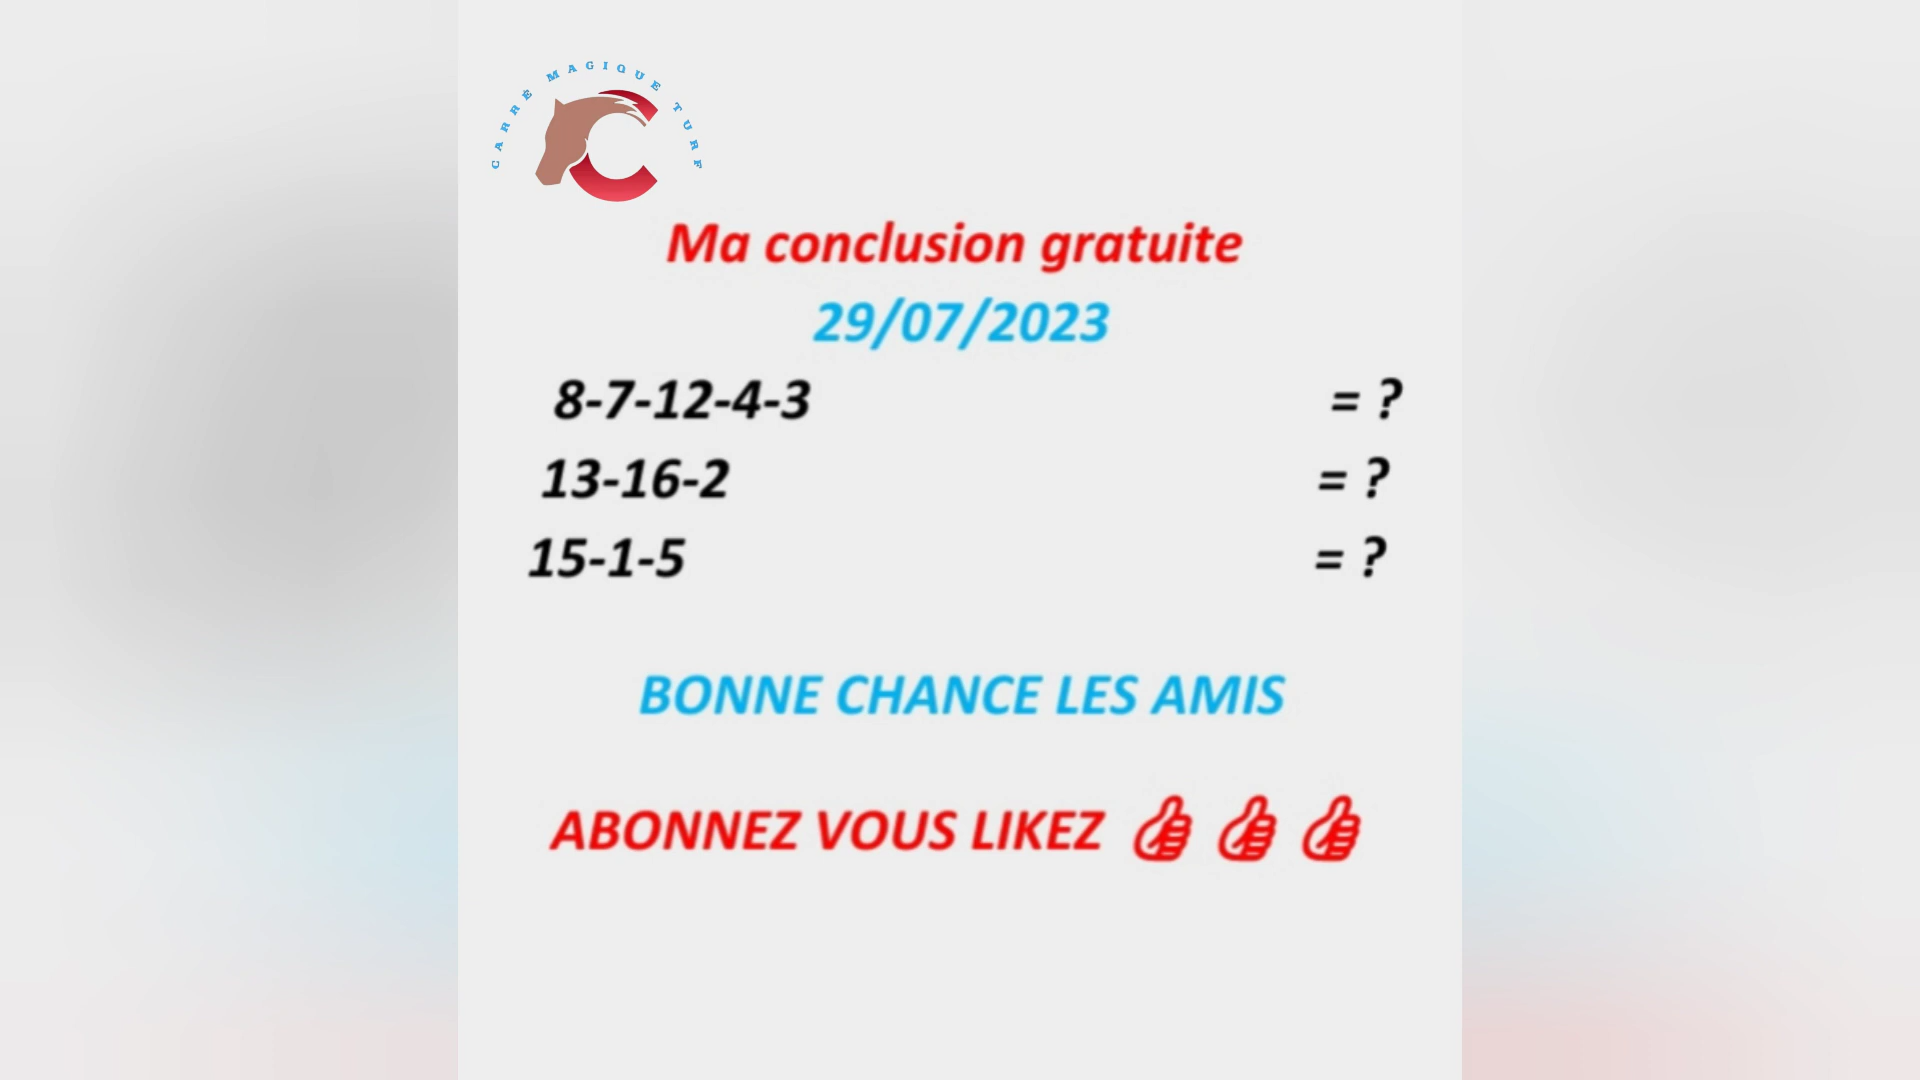 CARRÉ MAGIQUE TURF
Ma conclusion gratuite
29/07/2023
8-7-12-4-3 = ?
13-16-2 = ?
15-1-5 = ?
BONNE CHANCE LES AMIS
ABONNEZ VOUS LIKEZ 👍 👍 👍